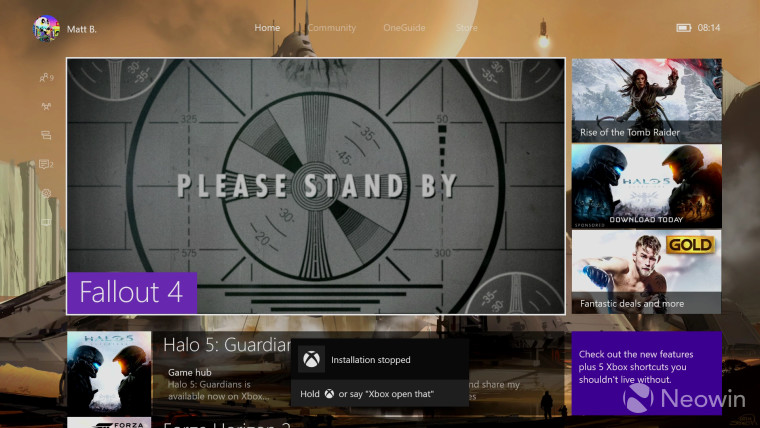 Matt B.
Home
Community
OneGuide
Store
08:14
9
2
50
-35-
-45-
PLEASE STAND BY
-30-
-20-
575
300
Fallout 4
Rise of the Tomb Raider
HALO 5
DOWNLOAD TODAY
SPONSORED
GOLD
Fantastic deals and more
HALO 5
Halo 5: Guardian
Game hub
Halo 5: Guardians is
available now on Xbox...
and share my
es
Installation stopped
Hold or say "Xbox open that"
Check out the new features
plus 5 Xbox shortcuts you
shouldn't live without.
FORZA
Forza Horizon 2
Neowin